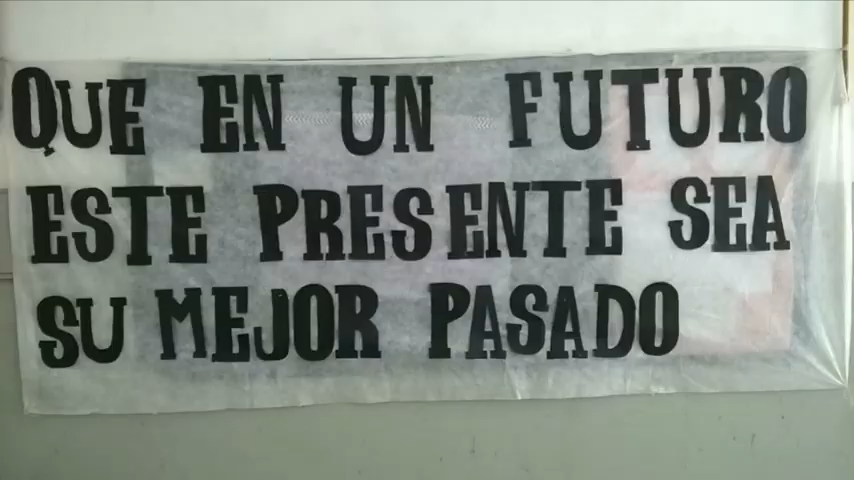 QUE EN UN FUTURO
ESTE PRESENTE SEA
SU MEJOR PASADO